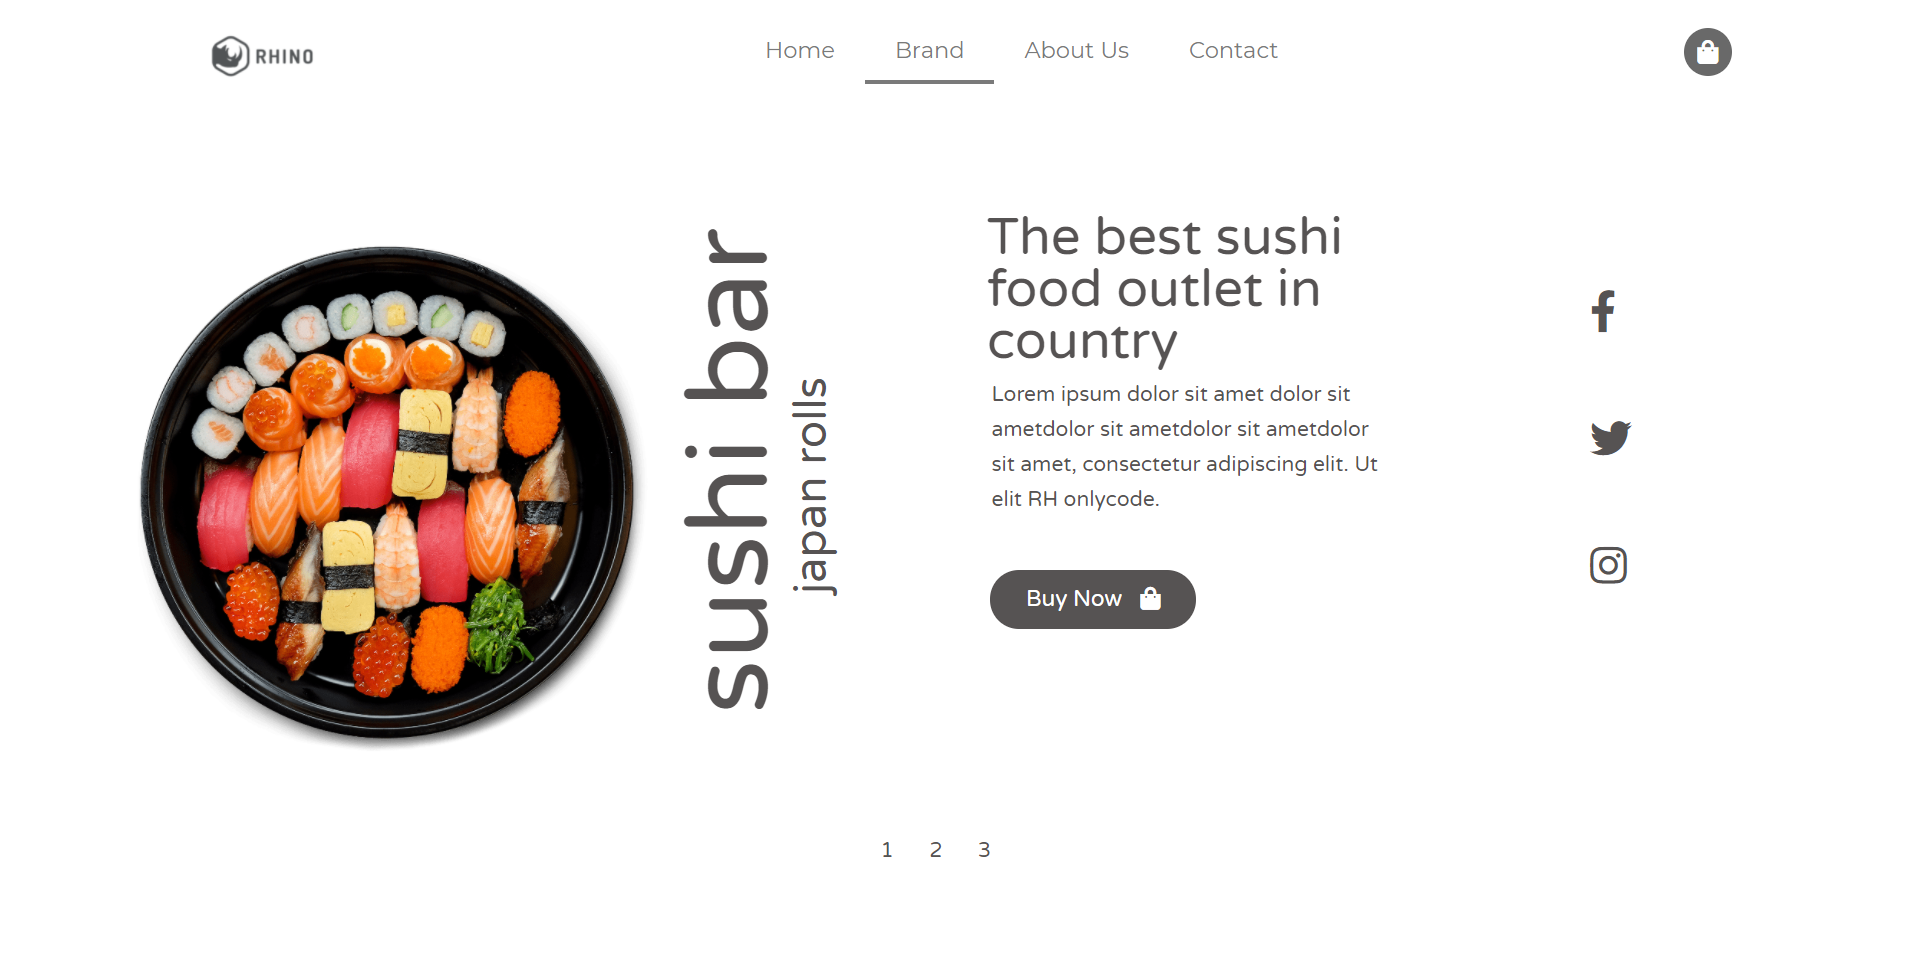 RHINO
Home
Brand
About Us
Contact
sushi bar
japan rolls
The best sushi
food outlet in
country
Lorem ipsum dolor sit amet dolor sit
ametdolor sit ametdolor sit ametdolor
sit amet, consectetur adipiscing elit. Ut
elit RH onlycode.
Buy Now
1 2 3